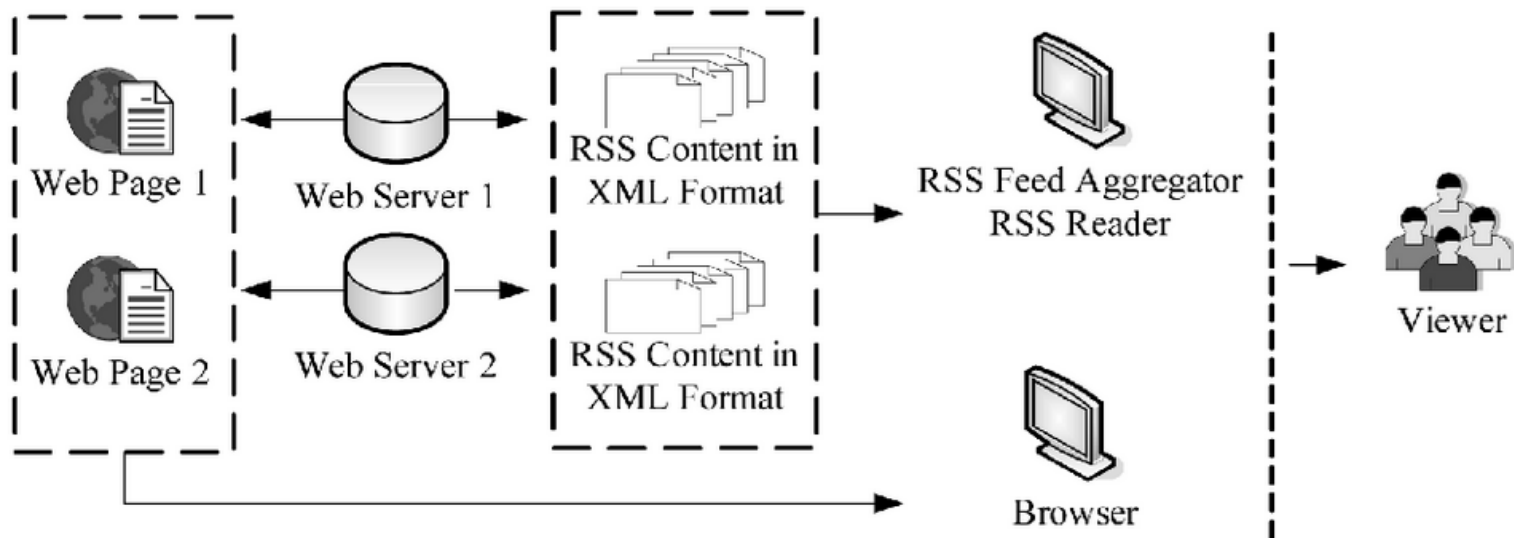 Web Page 1
Web Server 1
RSS Content in
XML Format
RSS Feed Aggregator
RSS Reader
Web Page 2
Web Server 2
RSS Content in
XML Format
Browser
Viewer